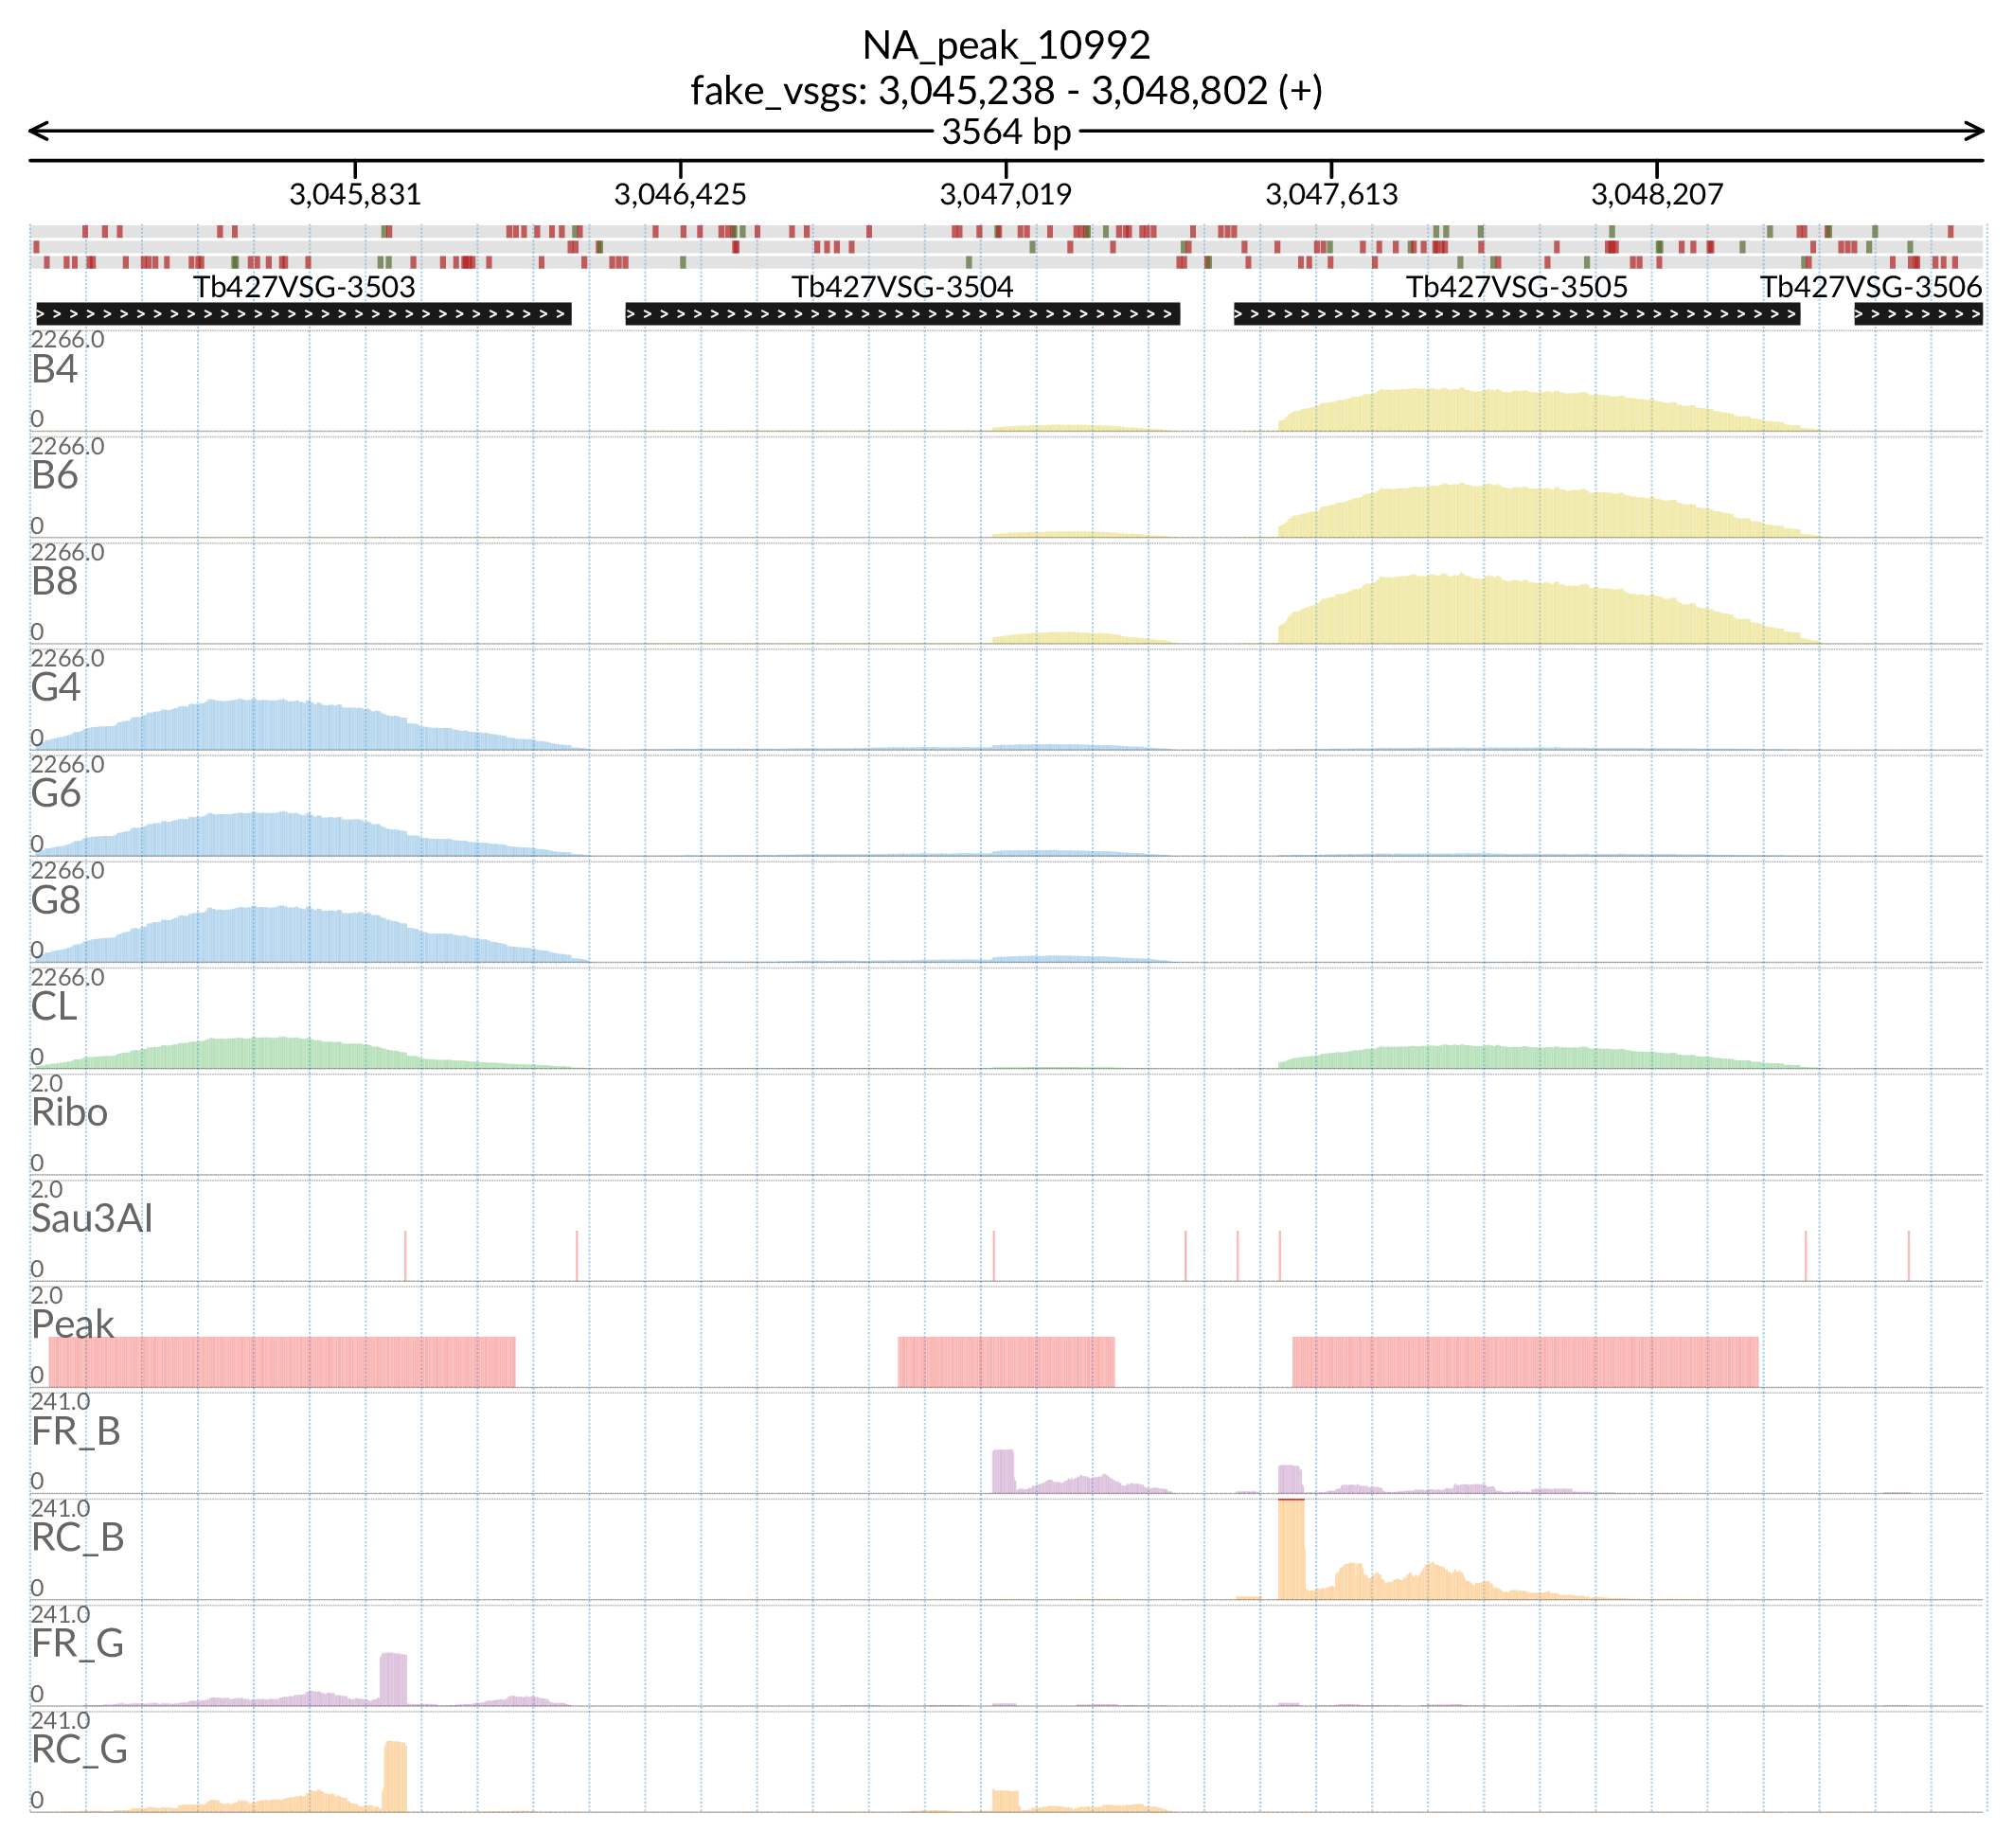 NA_peak_10992
fake_vsgs: 3,045,238 - 3,048,802 (+)
3564 bp
3,045,831 3,046,425 3,047,019 3,047,613 3,048,207
Tb427VSG-3503 Tb427VSG-3504 Tb427VSG-3505 Tb427VSG-3506
2266.0
B4
0
2266.0
B6
0
2266.0
B8
0
2266.0
G4
0
2266.0
G6
0
2266.0
G8
0
2266.0
CL
0
2.0
Ribo
0
2.0
Sau3AI
0
2.0
Peak
0
241.0
FR_B
0
241.0
RC_B
0
241.0
FR_G
0
241.0
RC_G
0